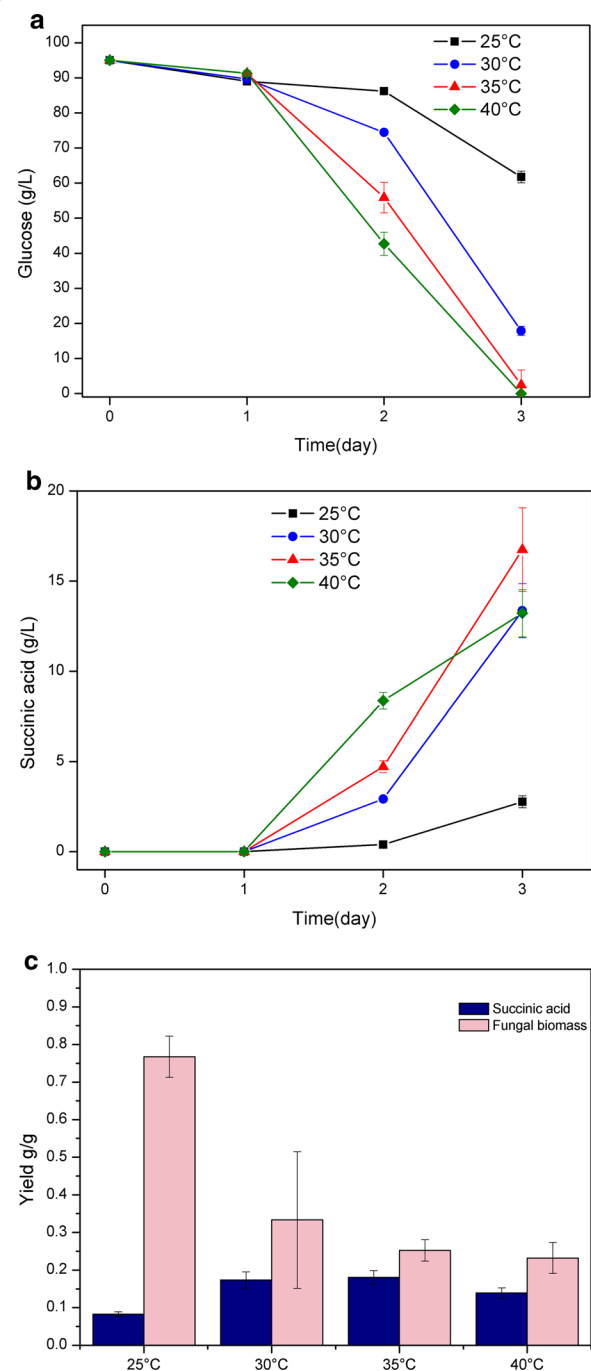 a
100
90
80
70
60
50
40
30
20
10
0
Glucose (g/L)
25°C
30°C
35°C
40°C
0 1 2 3
Time(day)
b
20
15
10
5
0
Succinic acid (g/L)
25°C
30°C
35°C
40°C
0 1 2 3
Time(day)
c
1.0
0.9
0.8
0.7
0.6
0.5
0.4
0.3
0.2
0.1
0.0
Yield g/g
Succinic acid
Fungal biomass
25°C 30°C 35°C 40°C